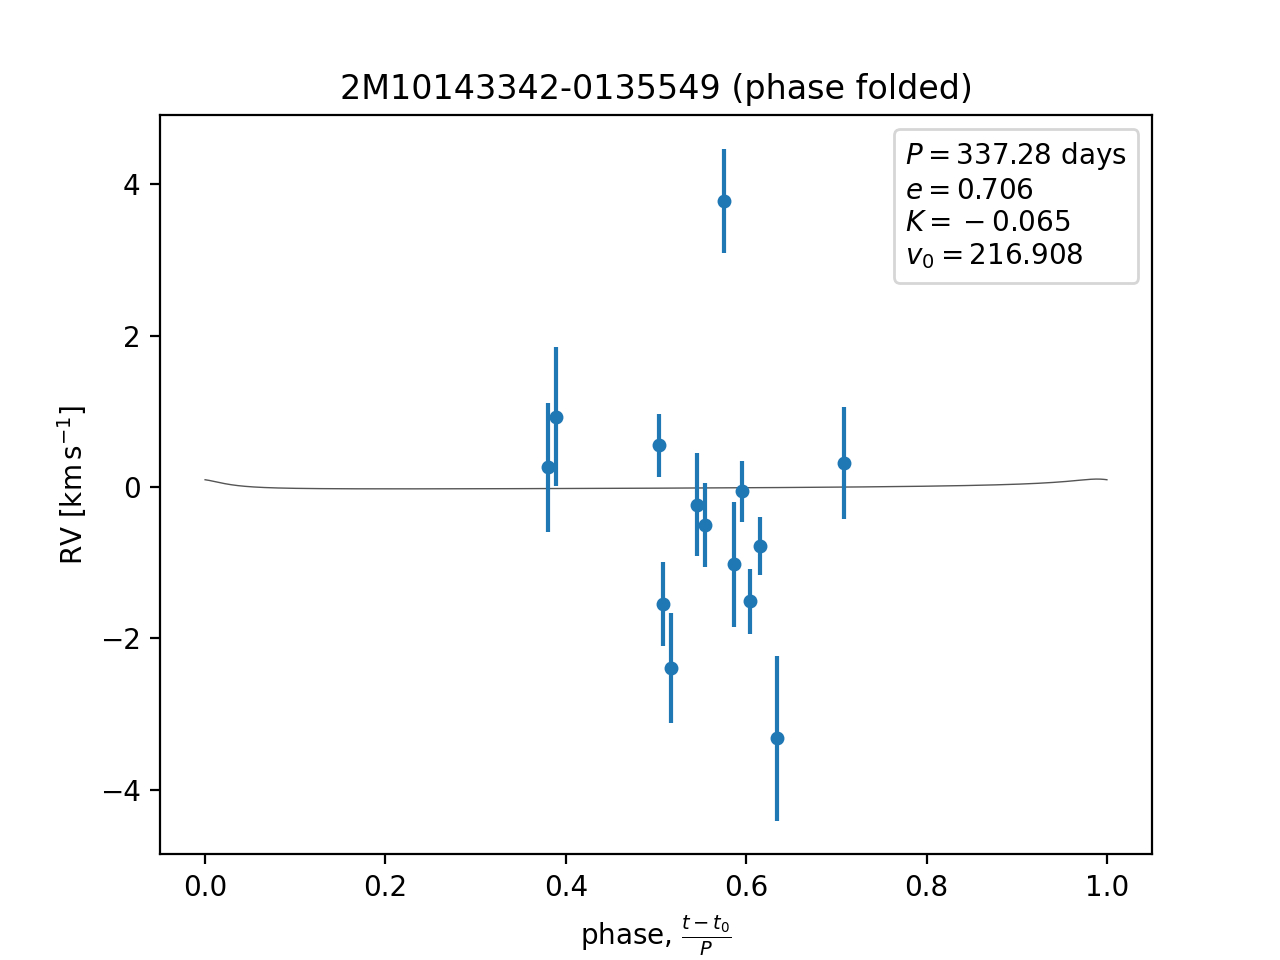 2M10143342-0135549 (phase folded)
P = 337.28 days
e = 0.706
K = −0.065
v₀ = 216.908
RV [km s⁻¹]
4
2
0
−2
−4
0.0 0.2 0.4 0.6 0.8 1.0
phase, (t − t₀)/P